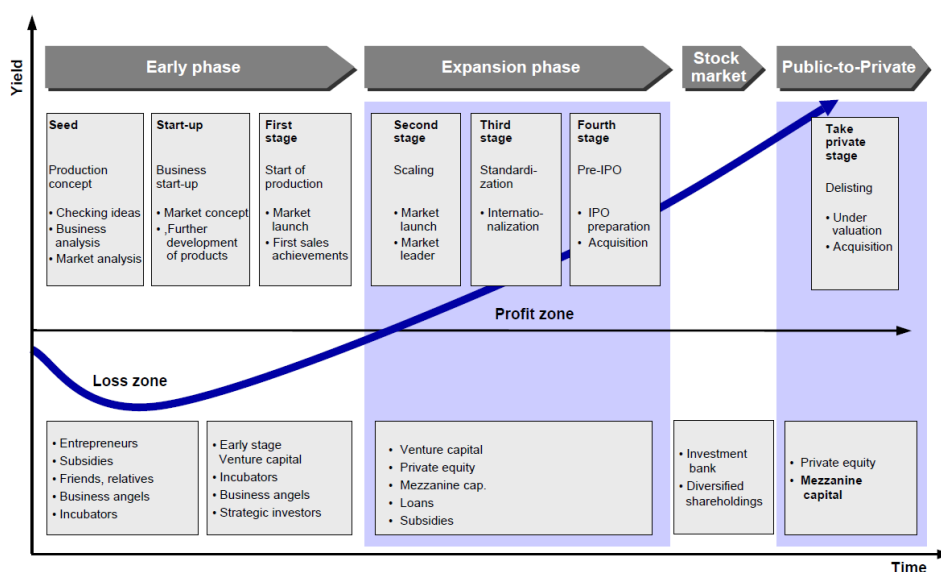 Yield
Early phase
Expansion phase
Stock
market
Public-to-Private
Seed
Production
concept
• Checking ideas
• Business
analysis
• Market analysis
Start-up
Business
start-up
• Market concept
• ,Further
development
of products
First
stage
Start of
production
• Market
launch
• First sales
achievements
Second
stage
Scaling
• Market
launch
• Market
leader
Third
stage
Standardi-
zation
• Internatio-
nalization
Fourth
stage
Pre-IPO
• IPO
preparation
• Acquisition
Take
private
stage
Delisting
• Under
valuation
• Acquisition
Profit zone
Loss zone
• Entrepreneurs
• Subsidies
• Friends, relatives
• Business angels
• Incubators
• Early stage
Venture capital
• Incubators
• Business angels
• Strategic investors
• Venture capital
• Private equity
• Mezzanine cap.
• Loans
• Subsidies
• Investment
bank
• Diversified
shareholdings
• Private equity
• Mezzanine
capital
Time